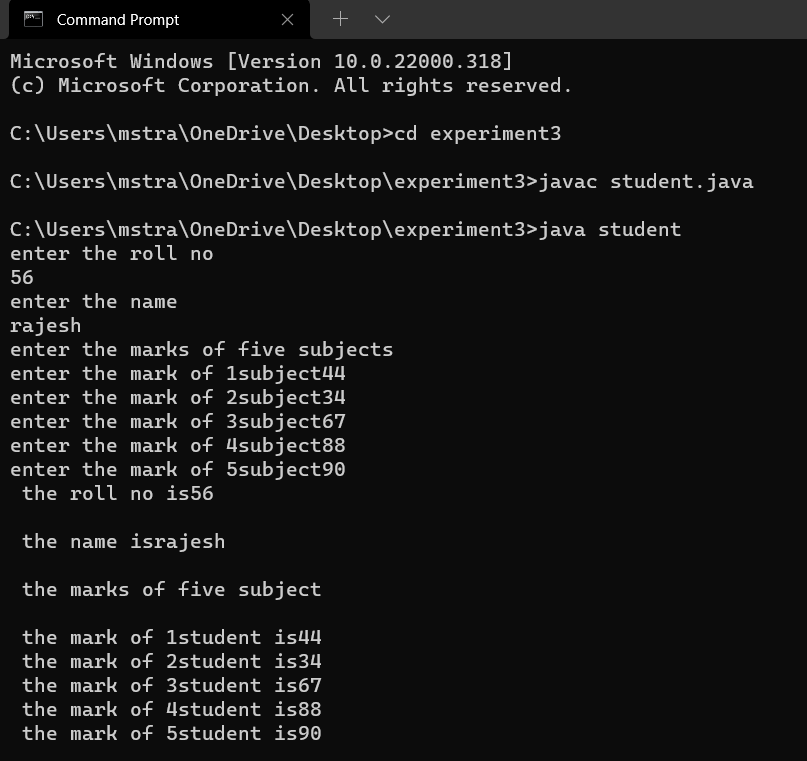 Command Prompt
Microsoft Windows [Version 10.0.22000.318]
(c) Microsoft Corporation. All rights reserved.
C:\Users\mstra\OneDrive\Desktop>cd experiment3
C:\Users\mstra\OneDrive\Desktop\experiment3>javac student.java
C:\Users\mstra\OneDrive\Desktop\experiment3>java student
enter the roll no
56
enter the name
rajesh
enter the marks of five subjects
enter the mark of 1subject44
enter the mark of 2subject34
enter the mark of 3subject67
enter the mark of 4subject88
enter the mark of 5subject90
the roll no is56
the name israjesh
the marks of five subject
the mark of 1student is44
the mark of 2student is34
the mark of 3student is67
the mark of 4student is88
the mark of 5student is90